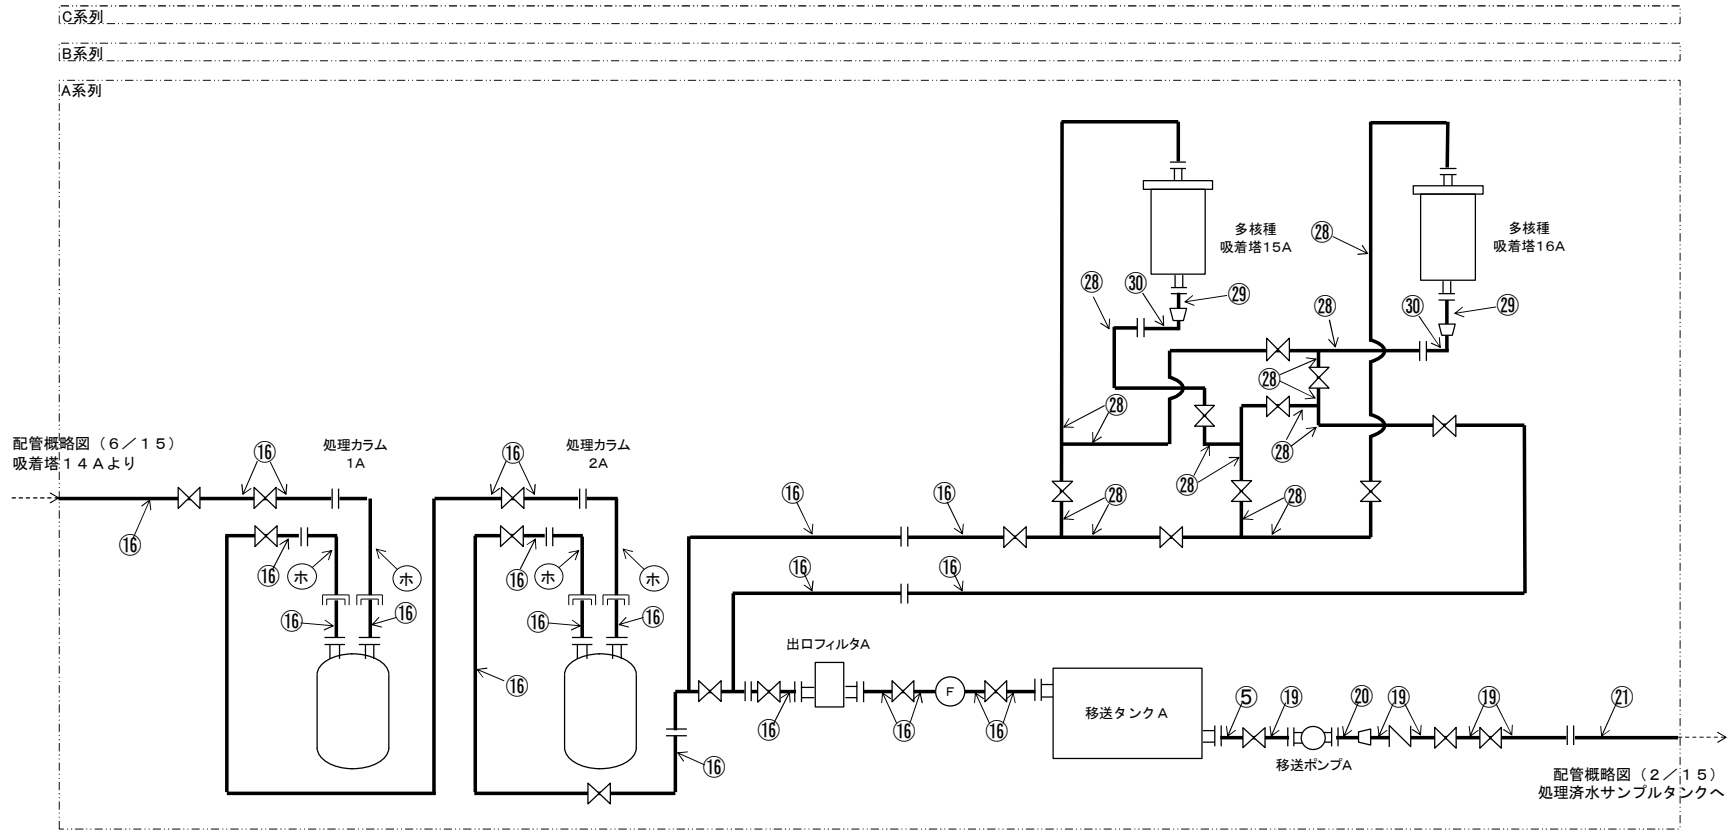 C系列
B系列
A系列
多核種
吸着塔15A
多核種
吸着塔16A
㉘
㉘
㉚
㉙
㉘
㉚
㉙
㉘
㉘
配管概略図（6／15）
吸着塔１４Ａより
⑯
処理カラム
1A
⑯
処理カラム
2A
㉘
㉘
⑯
⑯
㉘
㉘
⑯
⑯
ホ
ホ
⑯
ホ
ホ
⑯
⑯
⑯
⑯
⑯
⑯
出口フィルタA
⑯
F
移送タンクA
⑯
⑯
⑯
⑯
⑤
⑲
⑳
⑲
⑲
㉑
移送ポンプA
配管概略図（2／15）
処理済水サンプルタンクへ